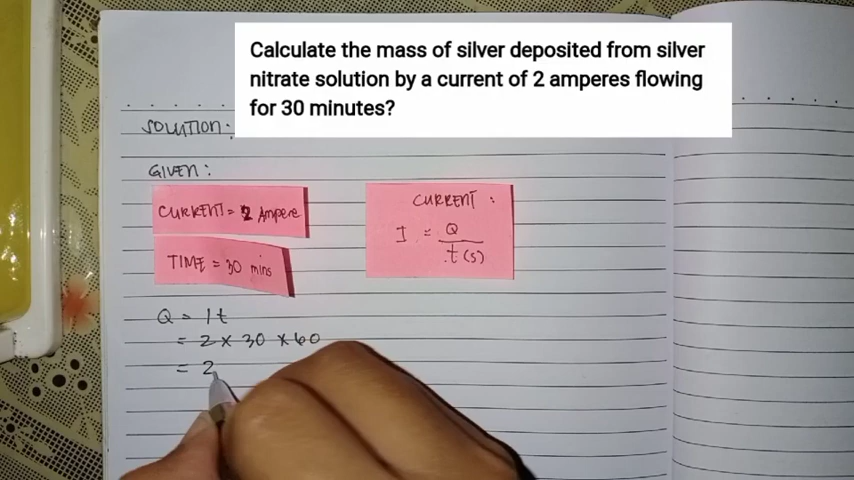 Calculate the mass of silver deposited from silver
nitrate solution by a current of 2 amperes flowing
for 30 minutes?
SOLUTION:
GIVEN:
CURRENT = 2 Ampere
TIME = 30 mins
CURRENT:
I = Q
t(s)
Q = It
= 2 × 30 × 60
= 2